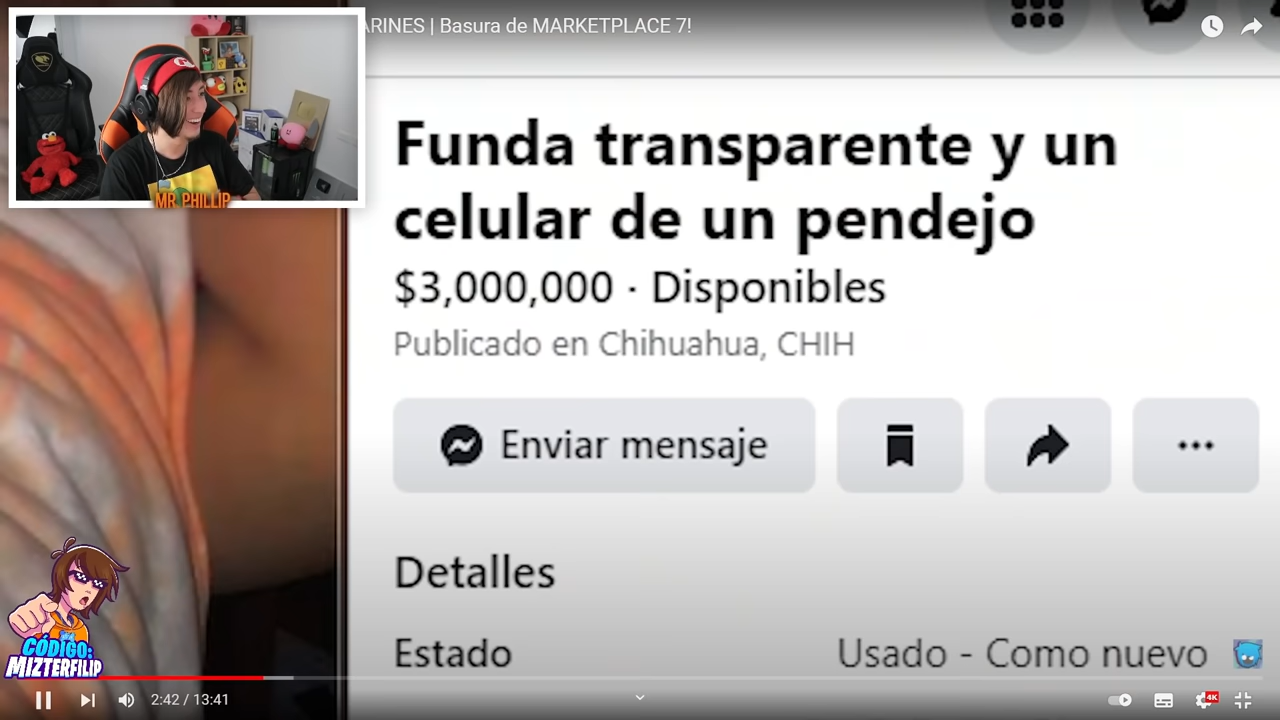 ARINES | Basura de MARKETPLACE 7!
MR PHILLIP
Funda transparente y un
celular de un pendejo
$3,000,000 · Disponibles
Publicado en Chihuahua, CHIH
Enviar mensaje
Detalles
Estado
Usado - Como nuevo
CÓDIGO:
MIZTERFILIP
2:42 / 13:41
4K